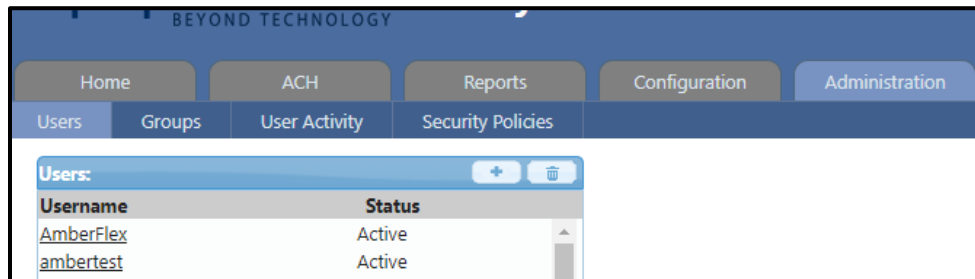 BEYOND TECHNOLOGY
Home ACH Reports Configuration Administration
Users Groups User Activity Security Policies
Users:
Username Status
AmberFlex Active
ambertest Active